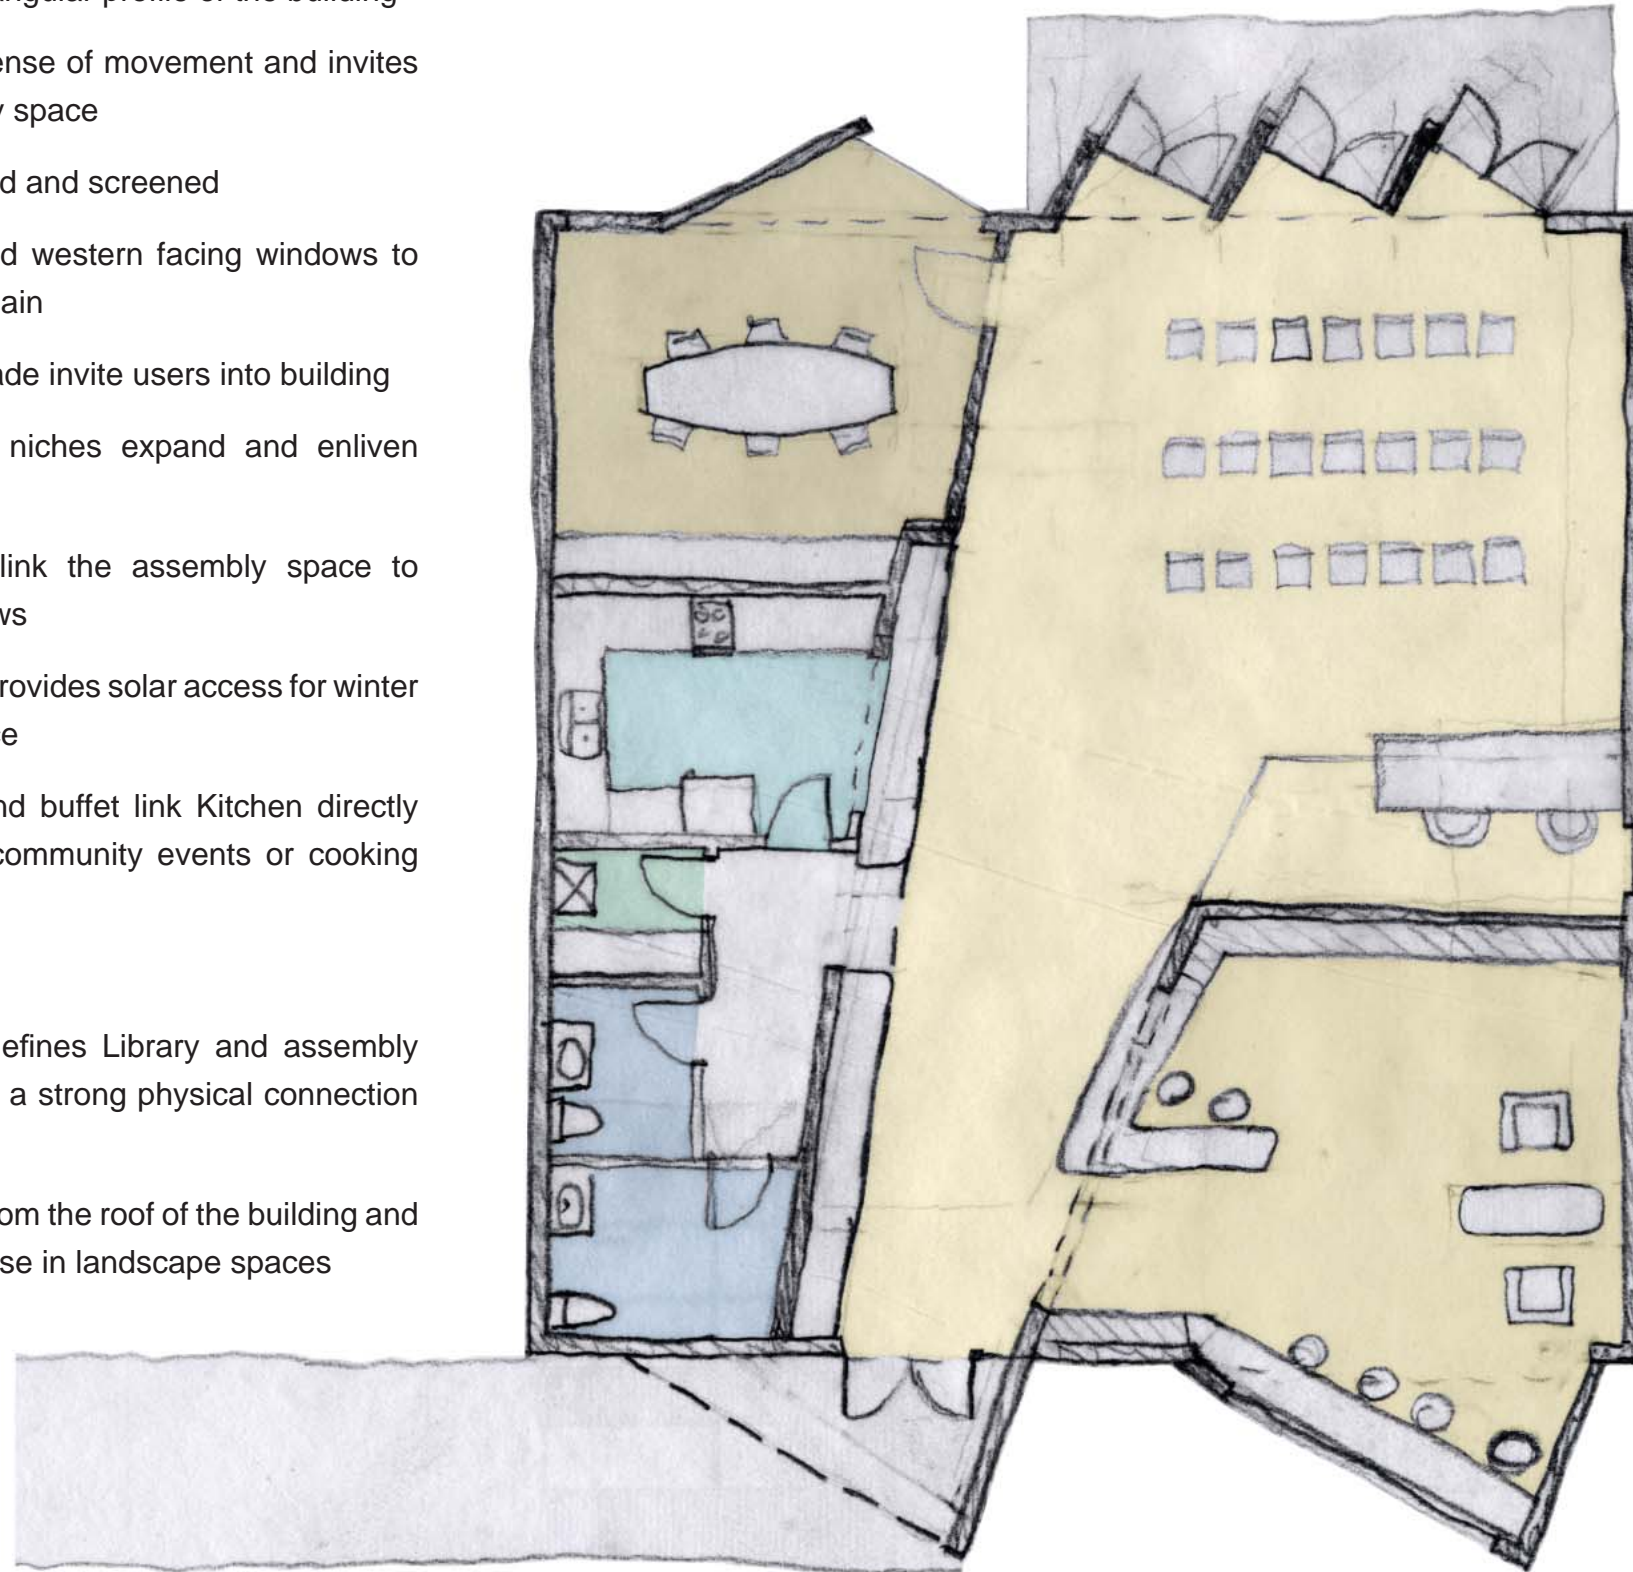 angular profile of the building
ense of movement and invites
space
d and screened
d western facing windows to
ain
ade invite users into building
niches expand and enliven
link the assembly space to
ws
rovides solar access for winter
ce
nd buffet link Kitchen directly
community events or cooking
efines Library and assembly
a strong physical connection
om the roof of the building and
se in landscape spaces